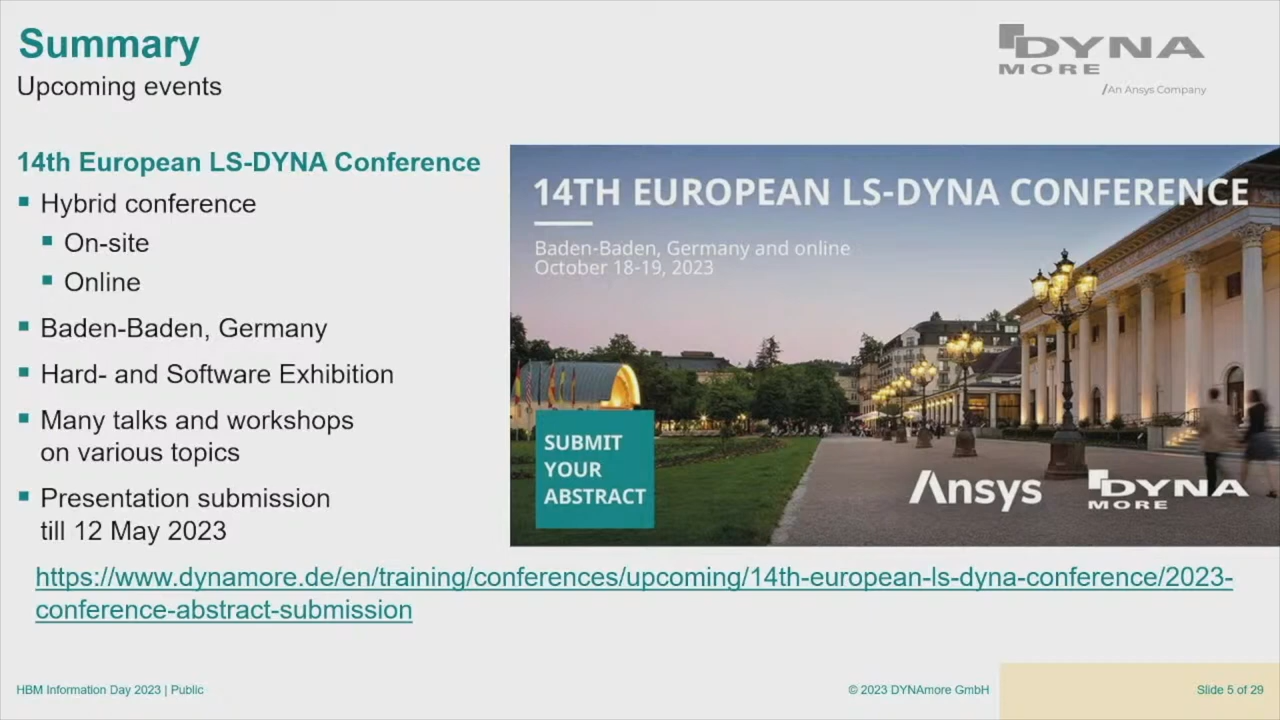 Summary
Upcoming events
DYNA
MORE
/An Ansys Company
14th European LS-DYNA Conference
Hybrid conference
On-site
Online
Baden-Baden, Germany
Hard- and Software Exhibition
Many talks and workshops
on various topics
Presentation submission
till 12 May 2023
14TH EUROPEAN LS-DYNA CONFERENCE
Baden-Baden, Germany and online
October 18-19, 2023
SUBMIT
YOUR
ABSTRACT
Ansys
DYNA
MORE
https://www.dynamore.de/en/training/conferences/upcoming/14th-european-ls-dyna-conference/2023-
conference-abstract-submission
HBM Information Day 2023 | Public
© 2023 DYNAmore GmbH
Slide 5 of 29